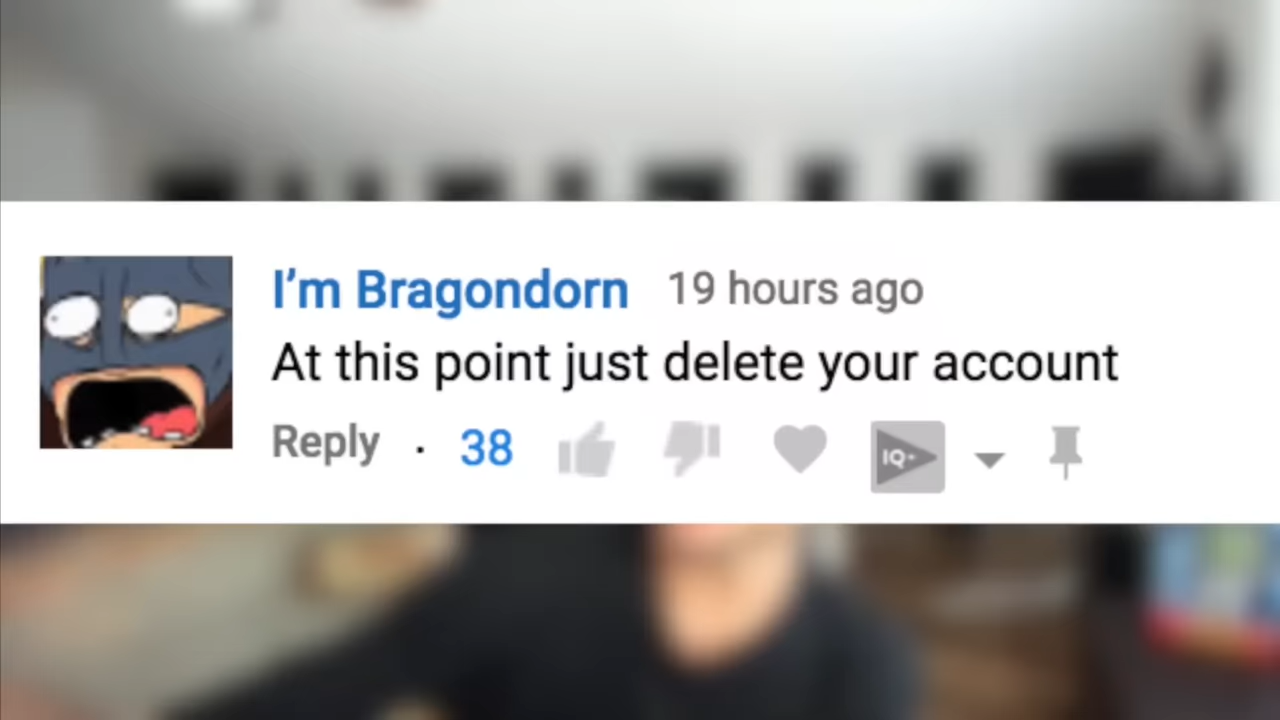 I'm Bragondorn 19 hours ago
At this point just delete your account
Reply · 38 IQ+